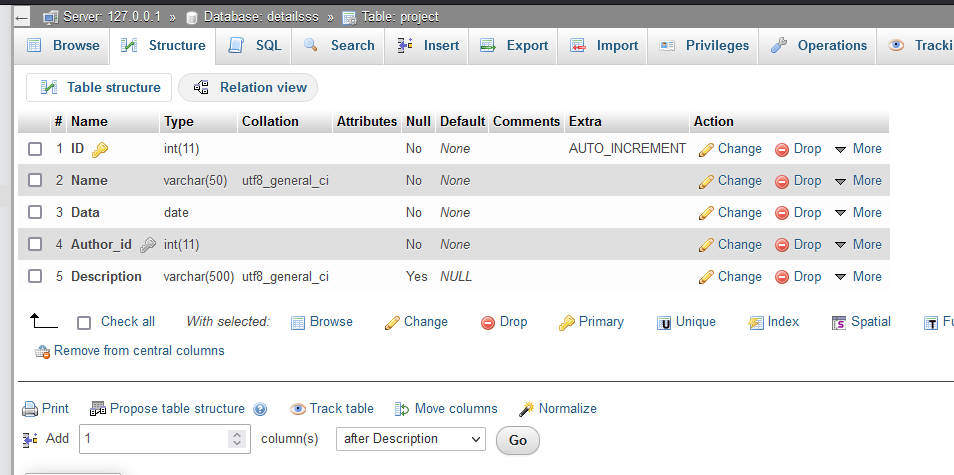 Server: 127.0.0.1 » Database: detailsss » Table: project
Browse Structure SQL Search Insert Export Import Privileges Operations Tracki
Table structure Relation view
# Name Type Collation Attributes Null Default Comments Extra Action
1 ID int(11) No None AUTO_INCREMENT Change Drop More
2 Name varchar(50) utf8_general_ci No None Change Drop More
3 Data date No None Change Drop More
4 Author_id int(11) No None Change Drop More
5 Description varchar(500) utf8_general_ci Yes NULL Change Drop More
Check all With selected: Browse Change Drop Primary Unique Index Spatial
Remove from central columns
Print Propose table structure Track table Move columns Normalize
Add 1 column(s) after Description Go